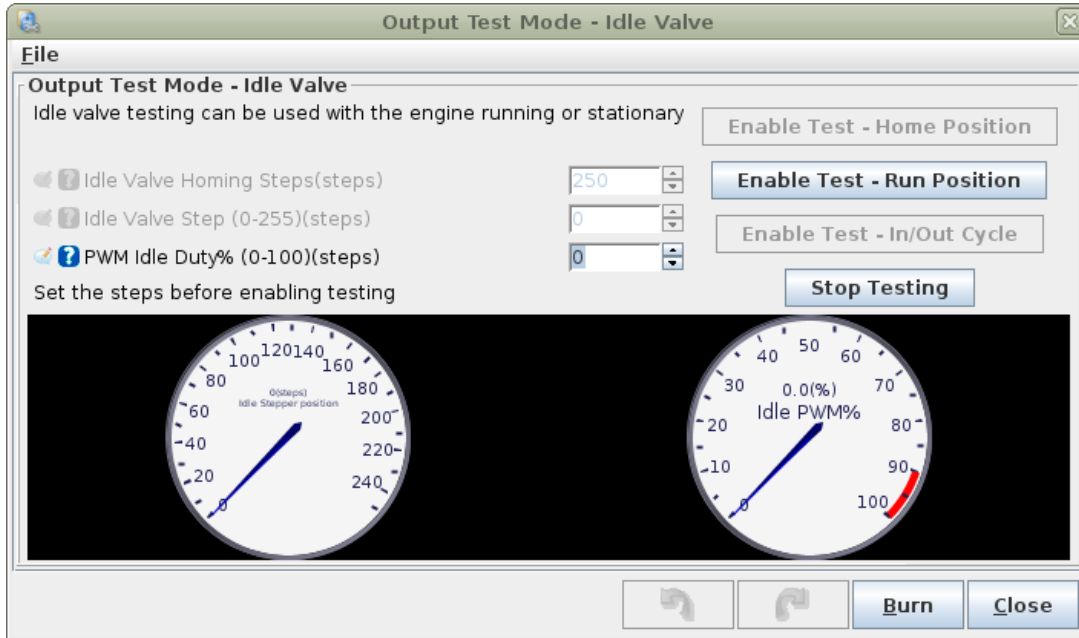 Output Test Mode - Idle Valve
File
Output Test Mode - Idle Valve
Idle valve testing can be used with the engine running or stationary
Enable Test - Home Position
Idle Valve Homing Steps(steps)
250
Enable Test - Run Position
Idle Valve Step (0-255)(steps)
0
Enable Test - In/Out Cycle
PWM Idle Duty% (0-100)(steps)
0
Set the steps before enabling testing
Stop Testing
0
20
40
60
80
100
120
140
160
180
200
220
240
0(steps)
Idle Stepper position
0
10
20
30
40
50
60
70
80
90
100
0.0(%)
Idle PWM%
Burn
Close